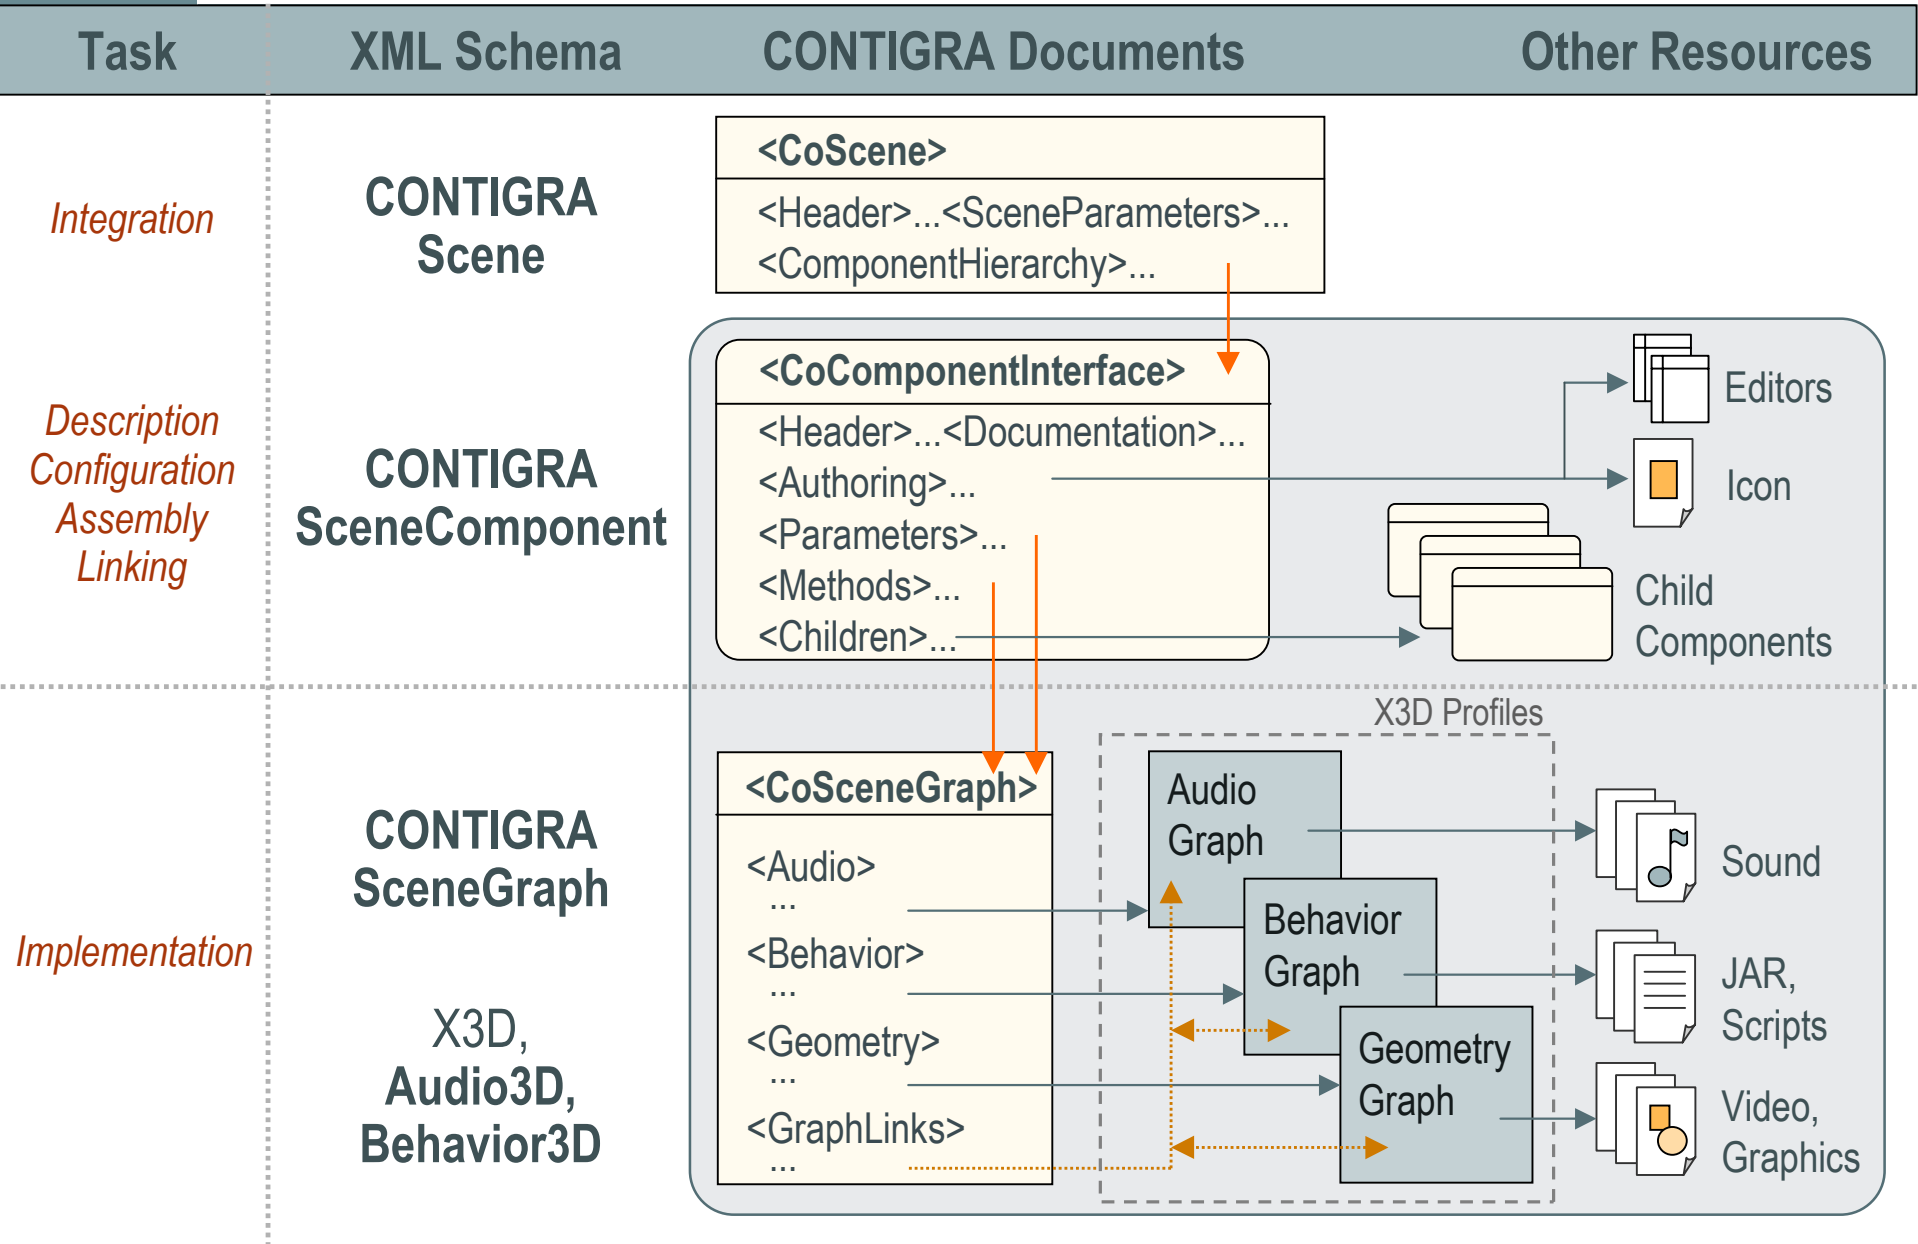 Task
XML Schema
CONTIGRA Documents
Other Resources
Integration
CONTIGRA
Scene
<CoScene>
<Header>...<SceneParameters>...
<ComponentHierarchy>...
Description
Configuration
Assembly
Linking
CONTIGRA
SceneComponent
<CoComponentInterface>
<Header>...<Documentation>...
<Authoring>...
<Parameters>...
<Methods>...
<Children>...
Editors
Icon
Child
Components
Implementation
CONTIGRA
SceneGraph
X3D,
Audio3D,
Behavior3D
<CoSceneGraph>
<Audio>
...
<Behavior>
...
<Geometry>
...
<GraphLinks>
...
X3D Profiles
Audio
Graph
Behavior
Graph
Geometry
Graph
Sound
JAR,
Scripts
Video,
Graphics